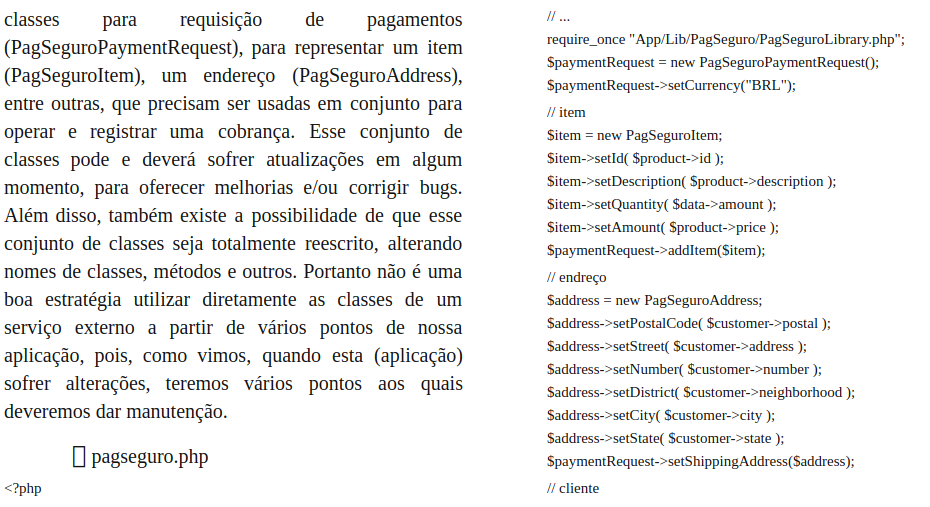 classes para requisição de pagamentos
(PagSeguroPaymentRequest), para representar um item
(PagSeguroItem), um endereço (PagSeguroAddress),
entre outras, que precisam ser usadas em conjunto para
operar e registrar uma cobrança. Esse conjunto de
classes pode e deverá sofrer atualizações em algum
momento, para oferecer melhorias e/ou corrigir bugs.
Além disso, também existe a possibilidade de que esse
conjunto de classes seja totalmente reescrito, alterando
nomes de classes, métodos e outros. Portanto não é uma
boa estratégia utilizar diretamente as classes de um
serviço externo a partir de vários pontos de nossa
aplicação, pois, como vimos, quando esta (aplicação)
sofrer alterações, teremos vários pontos aos quais
deveremos dar manutenção.
pagseguro.php
<?php
// ...
require_once "App/Lib/PagSeguro/PagSeguroLibrary.php";
$paymentRequest = new PagSeguroPaymentRequest();
$paymentRequest->setCurrency("BRL");
// item
$item = new PagSeguroItem;
$item->setId( $product->id );
$item->setDescription( $product->description );
$item->setQuantity( $data->amount );
$item->setAmount( $product->price );
$paymentRequest->addItem($item);
// endreço
$address = new PagSeguroAddress;
$address->setPostalCode( $customer->postal );
$address->setStreet( $customer->address );
$address->setNumber( $customer->number );
$address->setDistrict( $customer->neighborhood );
$address->setCity( $customer->city );
$address->setState( $customer->state );
$paymentRequest->setShippingAddress($address);
// cliente